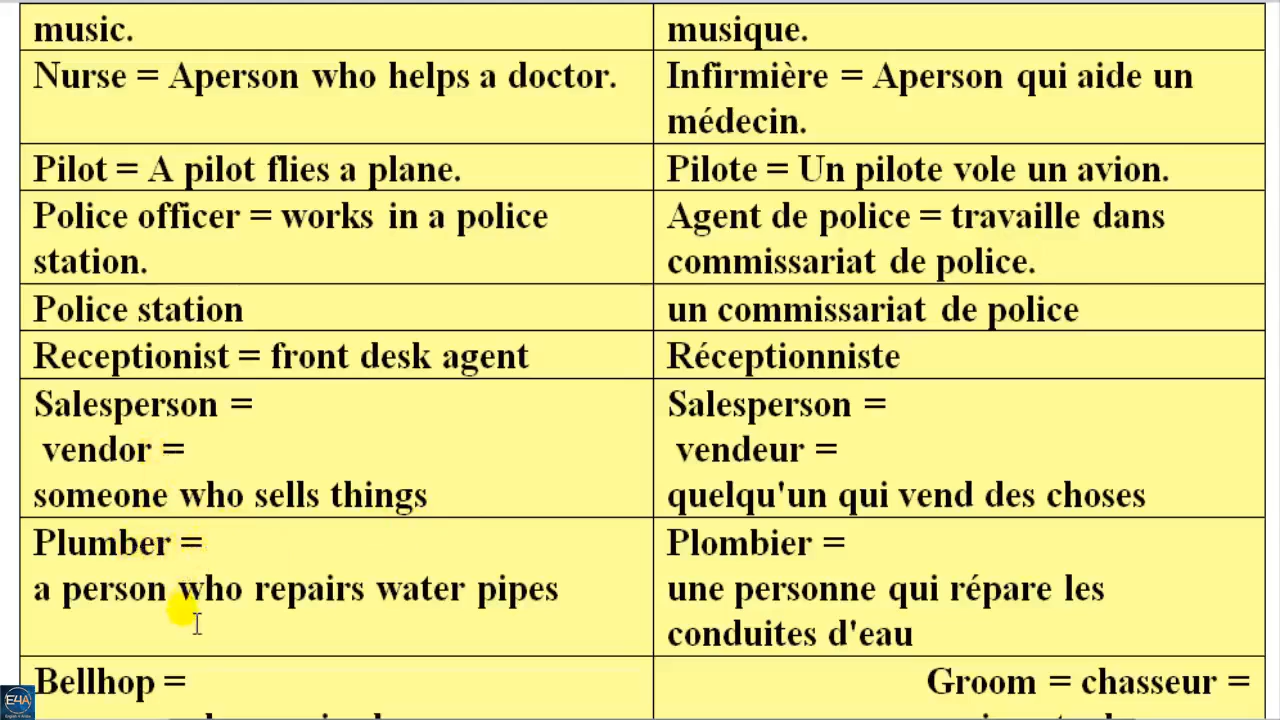 music.
musique.
Nurse = Aperson who helps a doctor.
Infirmière = Aperson qui aide un
médecin.
Pilot = A pilot flies a plane.
Pilote = Un pilote vole un avion.
Police officer = works in a police
station.
Agent de police = travaille dans
commissariat de police.
Police station
un commissariat de police
Receptionist = front desk agent
Réceptionniste
Salesperson =
vendor =
someone who sells things
Salesperson =
vendeur =
quelqu'un qui vend des choses
Plumber =
a person who repairs water pipes
Plombier =
une personne qui répare les
conduites d'eau
Bellhop =
Groom = chasseur =
E4A